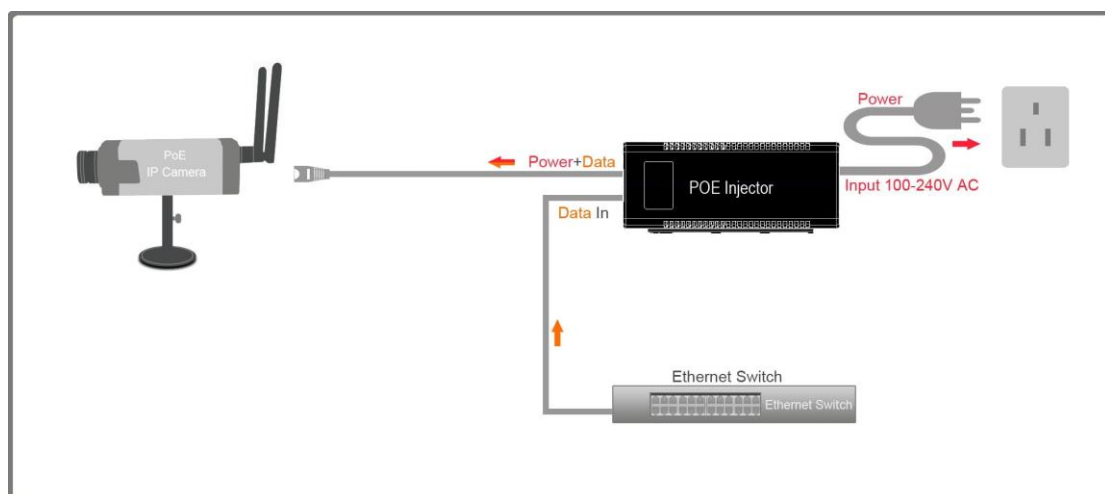 Power
PoE
IP Camera
Power+Data
POE Injector
Input 100-240V AC
Data In
Ethernet Switch
Ethernet Switch